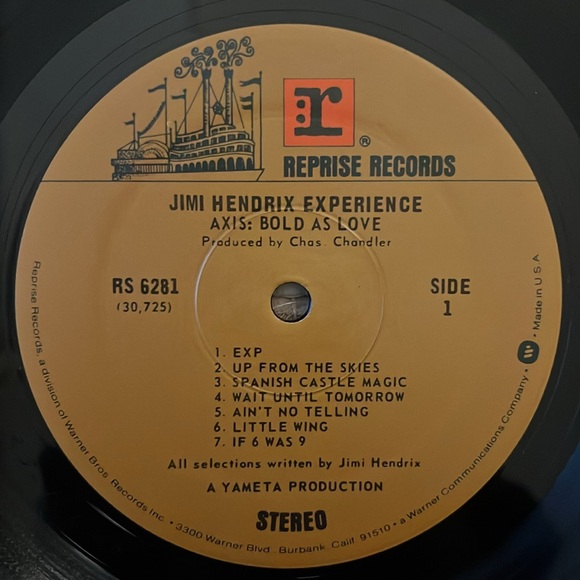 r ®
REPRISE RECORDS
JIMI HENDRIX EXPERIENCE
AXIS: BOLD AS LOVE
Produced by Chas. Chandler
RS 6281
(30,725)
SIDE
1
1. EXP
2. UP FROM THE SKIES
3. SPANISH CASTLE MAGIC
4. WAIT UNTIL TOMORROW
5. AIN'T NO TELLING
6. LITTLE WING
7. IF 6 WAS 9
All selections written by Jimi Hendrix
A YAMETA PRODUCTION
STEREO
Reprise Records, a division of Warner Bros. Records Inc. • 3300 Warner Blvd., Burbank, Calif. 91510 • a Warner Communications Company • Made in U.S.A.